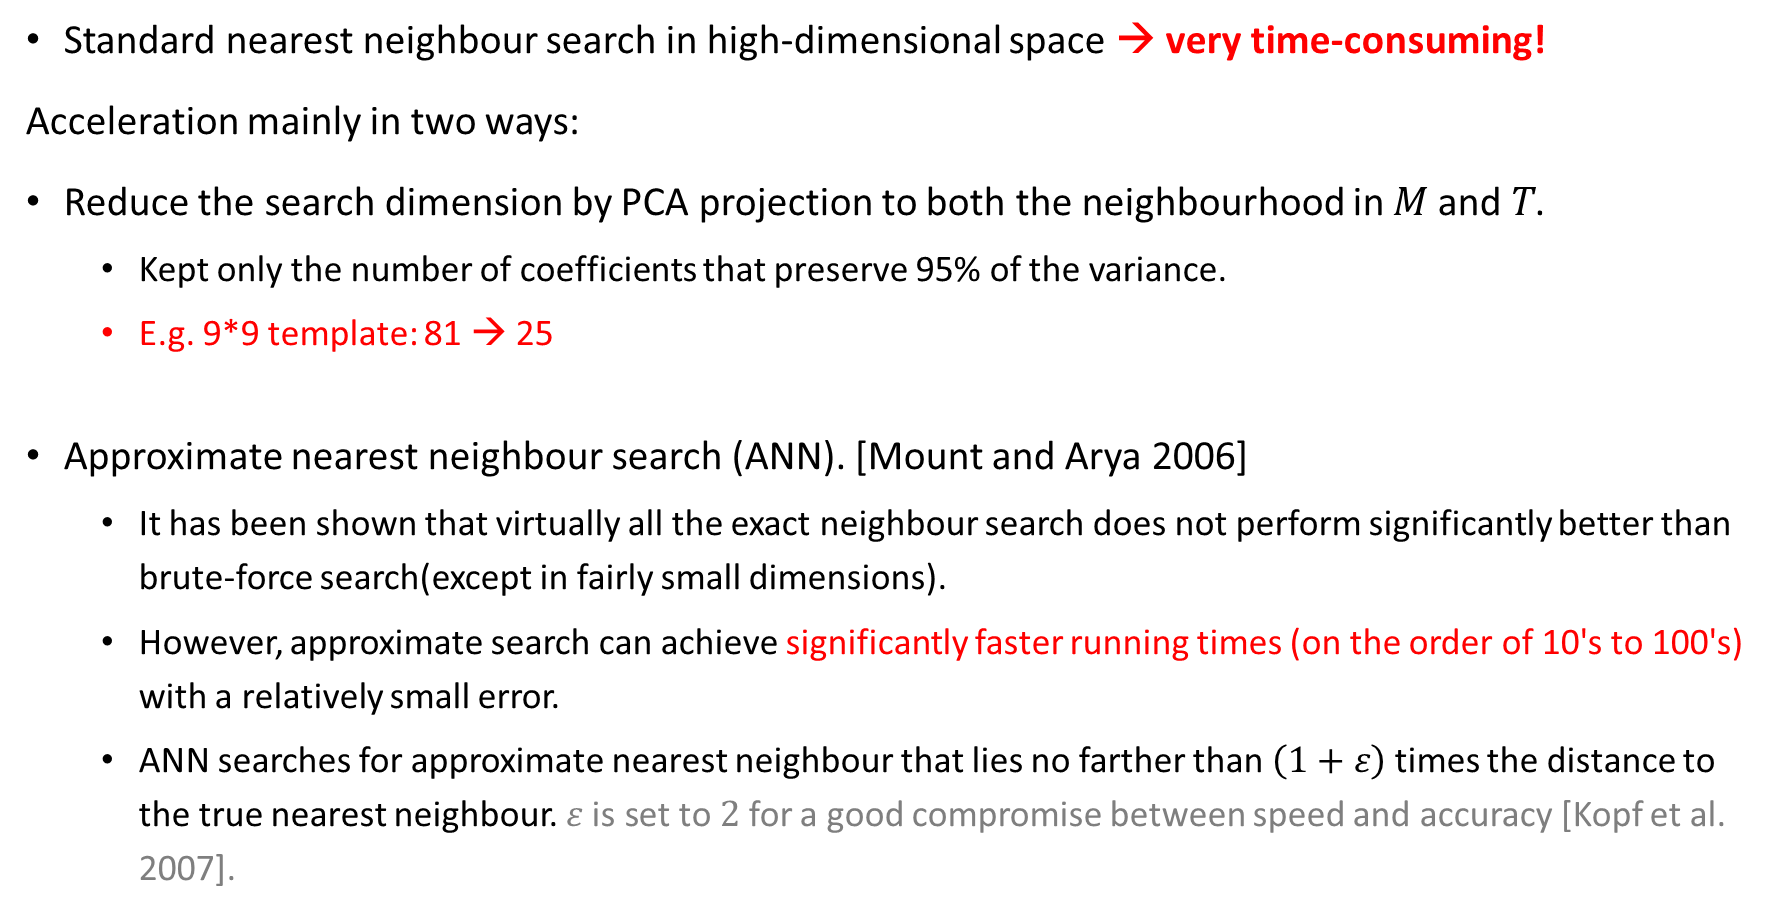 • Standard nearest neighbour search in high-dimensional space → very time-consuming!
Acceleration mainly in two ways:
• Reduce the search dimension by PCA projection to both the neighbourhood in M and T.
• Kept only the number of coefficients that preserve 95% of the variance.
• E.g. 9*9 template: 81 → 25
• Approximate nearest neighbour search (ANN). [Mount and Arya 2006]
• It has been shown that virtually all the exact neighbour search does not perform significantly better than
brute-force search(except in fairly small dimensions).
• However, approximate search can achieve significantly faster running times (on the order of 10's to 100's)
with a relatively small error.
• ANN searches for approximate nearest neighbour that lies no farther than (1 + ε) times the distance to
the true nearest neighbour. ε is set to 2 for a good compromise between speed and accuracy [Kopf et al.
2007].